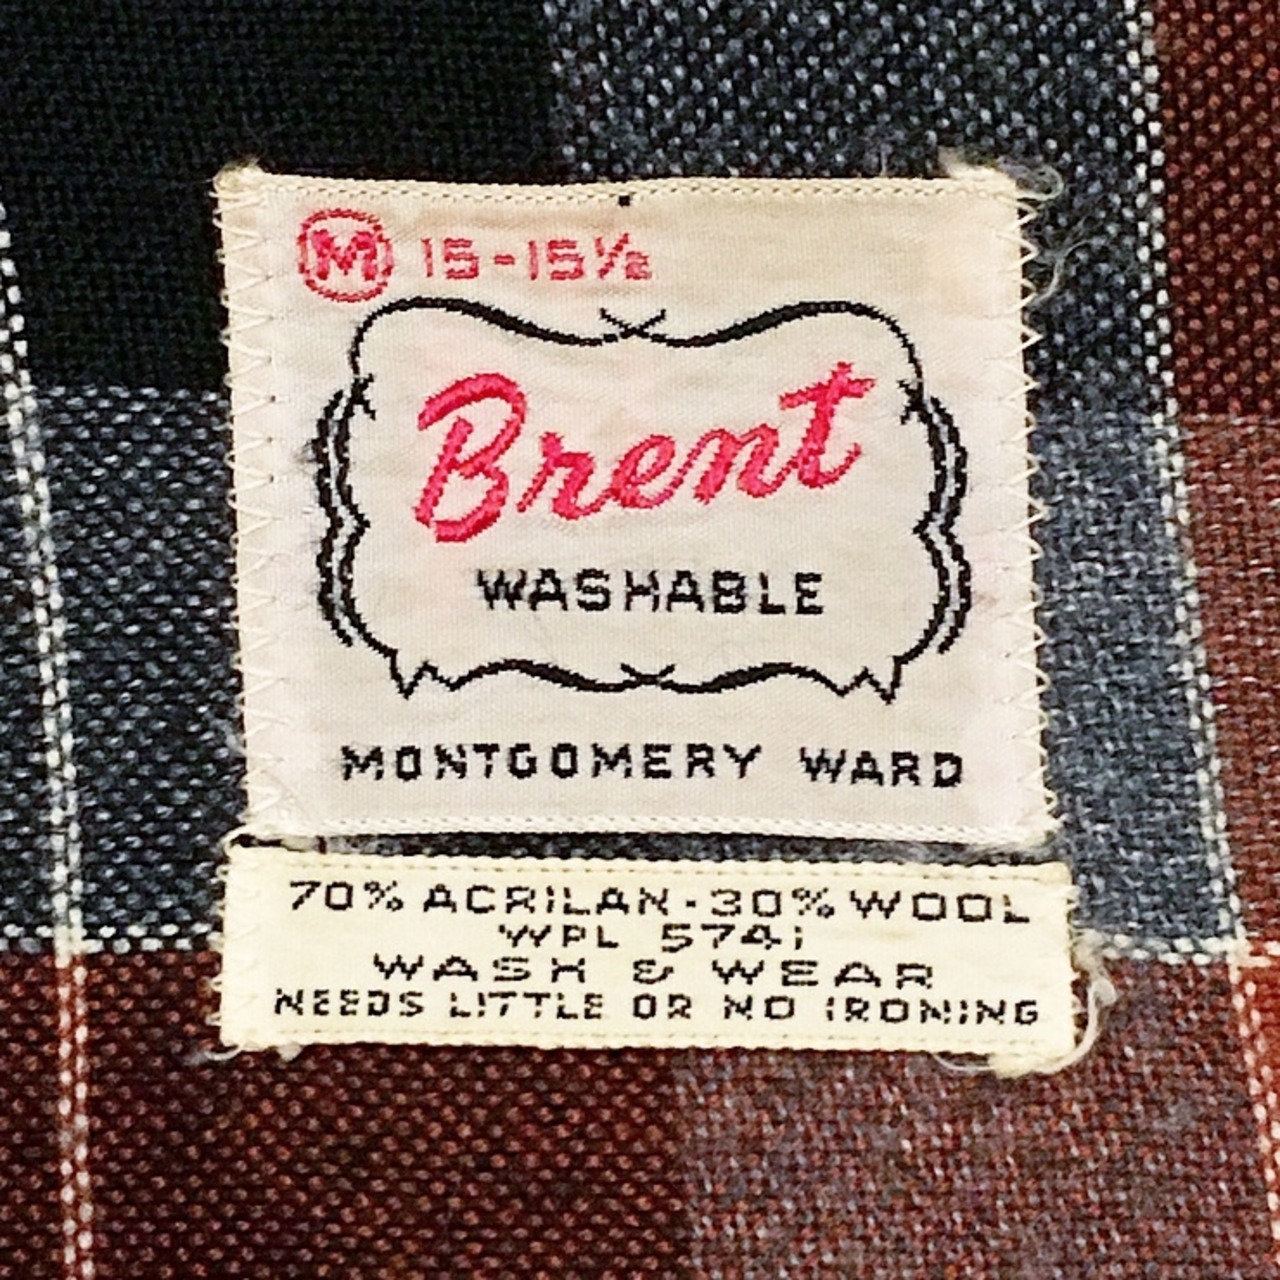 M 15-15½
Brent
WASHABLE
MONTGOMERY WARD
70% ACRILAN-30% WOOL
WPL 5741
WASH & WEAR
NEEDS LITTLE OR NO IRONING